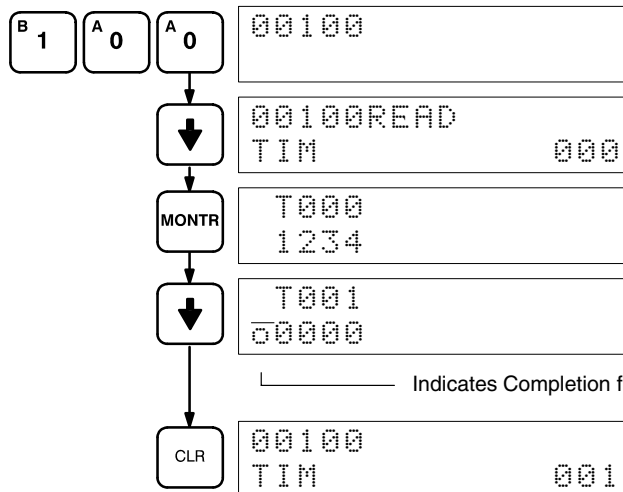 B 1 A 0 A 0 00100
00100READ
TIM 000
MONTR T000
1234
T001
o0000
Indicates Completion f
CLR 00100
TIM 001